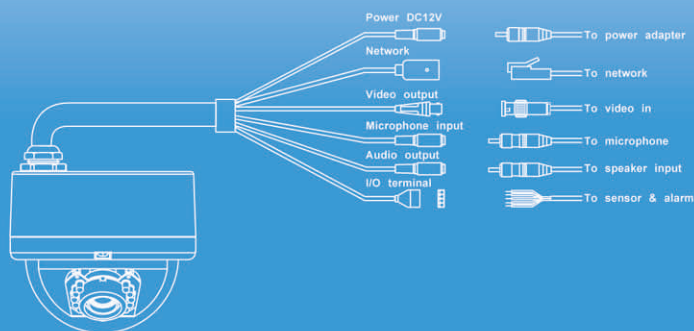 Power DC12V
To power adapter
Network
To network
Video output
To video in
Microphone input
To microphone
Audio output
To speaker input
I/O terminal
To sensor & alarm